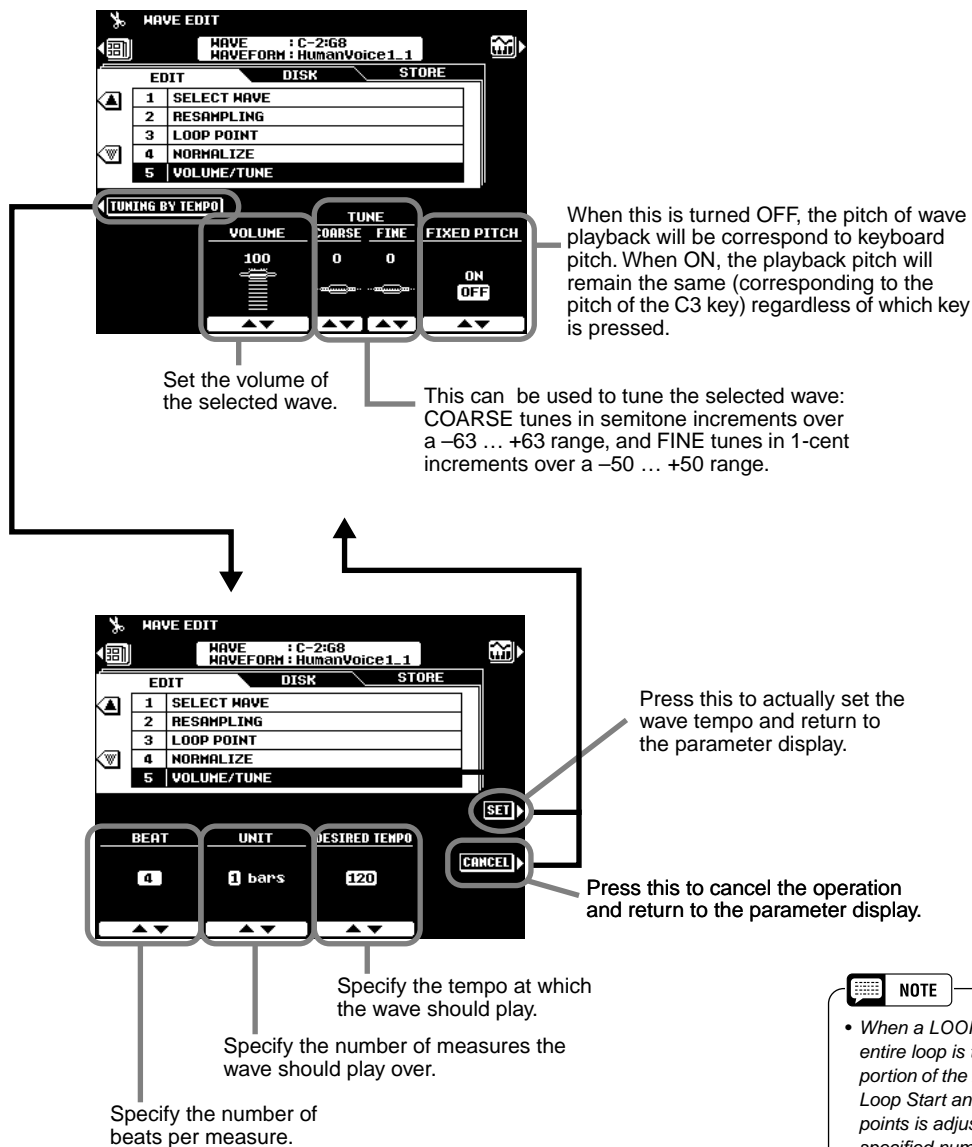 WAVE EDIT
WAVE : C-2:G8
WAVEFORM : HumanVoice1_1
EDIT DISK STORE
1 SELECT WAVE
2 RESAMPLING
3 LOOP POINT
4 NORMALIZE
5 VOLUME/TUNE
TUNING BY TEMPO
TUNE
VOLUME COARSE FINE FIXED PITCH
100 0 0
ON
OFF
When this is turned OFF, the pitch of wave
playback will be correspond to keyboard
pitch. When ON, the playback pitch will
remain the same (corresponding to the
pitch of the C3 key) regardless of which key
is pressed.
Set the volume of
the selected wave.
This can be used to tune the selected wave:
COARSE tunes in semitone increments over
a –63 … +63 range, and FINE tunes in 1-cent
increments over a –50 … +50 range.
WAVE EDIT
WAVE : C-2:G8
WAVEFORM : HumanVoice1_1
EDIT DISK STORE
1 SELECT WAVE
2 RESAMPLING
3 LOOP POINT
4 NORMALIZE
5 VOLUME/TUNE
SET
CANCEL
BEAT UNIT DESIRED TEMPO
4 1 bars 120
Press this to actually set the
wave tempo and return to
the parameter display.
Press this to cancel the operation
and return to the parameter display.
Specify the tempo at which
the wave should play.
Specify the number of measures the
wave should play over.
Specify the number of
beats per measure.
NOTE
• When a LOO
entire loop is
portion of the
Loop Start an
points is adjus